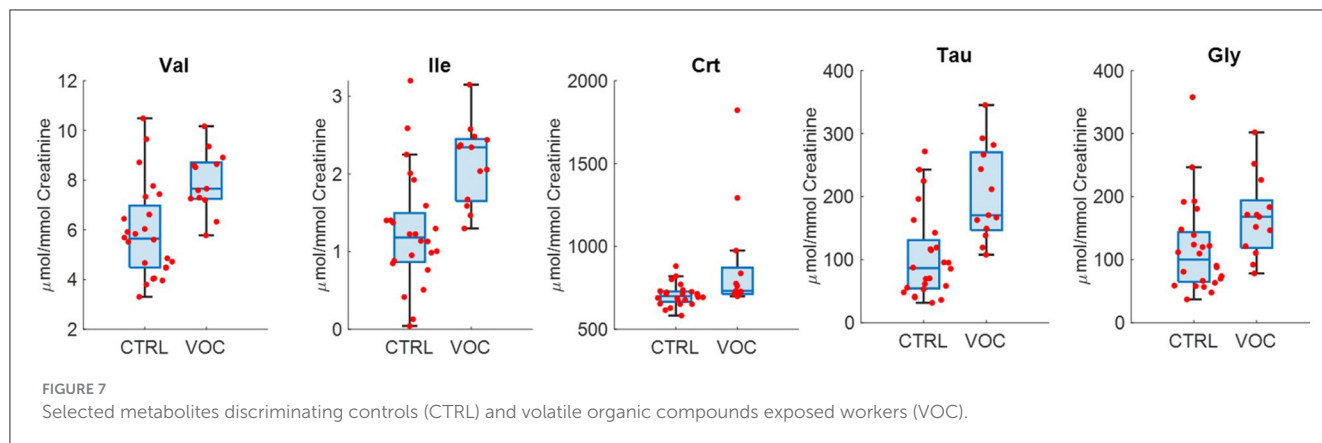 Val
μmol/mmol Creatinine
12
10
8
6
4
2
CTRL VOC
Ile
μmol/mmol Creatinine
3
2
1
0
CTRL VOC
Crt
μmol/mmol Creatinine
2000
1500
1000
500
CTRL VOC
Tau
μmol/mmol Creatinine
400
300
200
100
0
CTRL VOC
Gly
μmol/mmol Creatinine
400
300
200
100
0
CTRL VOC
FIGURE 7
Selected metabolites discriminating controls (CTRL) and volatile organic compounds exposed workers (VOC).